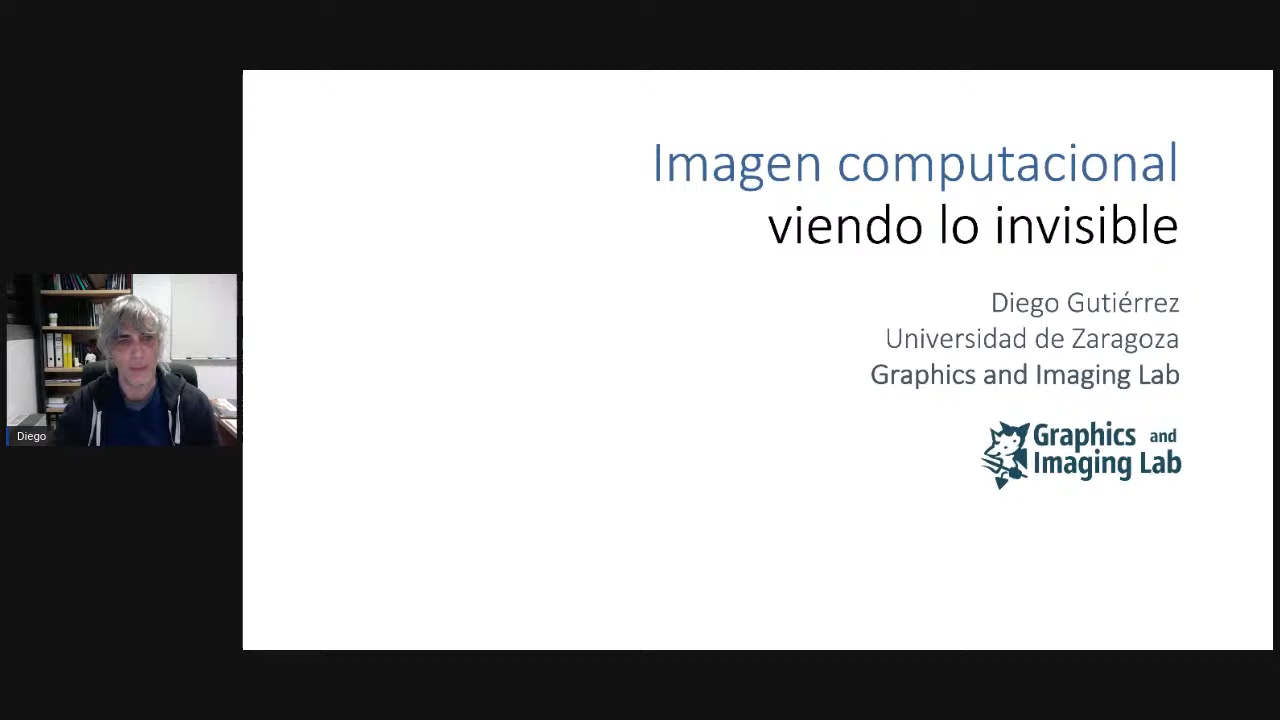 Imagen computacional
viendo lo invisible
Diego Gutiérrez
Universidad de Zaragoza
Graphics and Imaging Lab
Graphics and
Imaging Lab
Diego